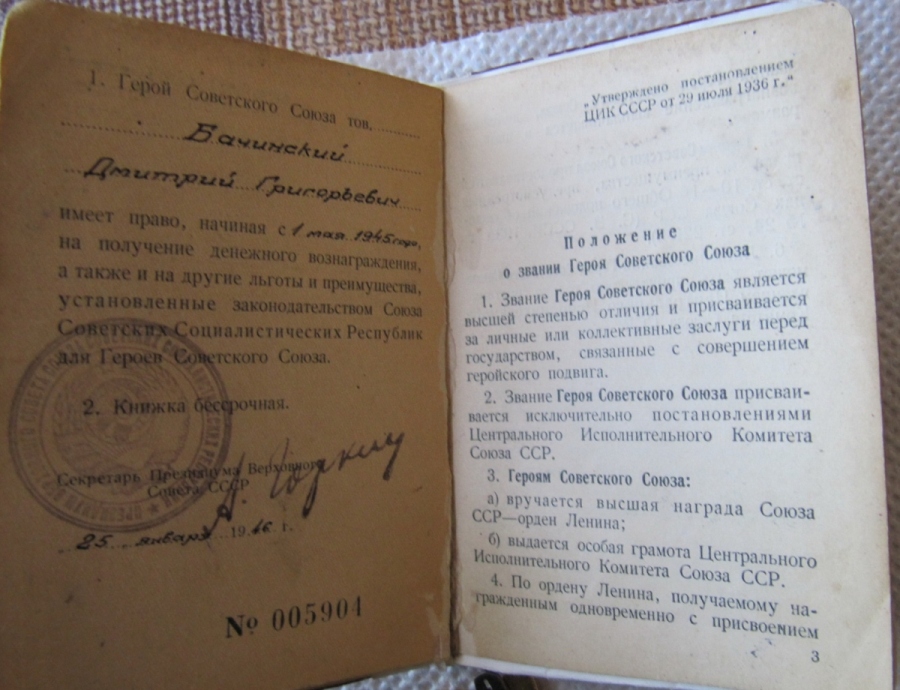 1. Герой Советского Союза тов.
Бачинский
Дмитрий Григорьевич
имеет право, начиная с 1 мая 1945 года,
на получение денежного вознаграждения,
а также и на другие льготы и преимущества,
установленные законодательством Союза
Советских Социалистических Республик
для Героев Советского Союза.
2. Книжка бессрочная.
Секретарь Президиума Верховного
Совета СССР
25 января 1946 г.
№ 005904
„Утверждено постановлением
ЦИК СССР от 29 июля 1936 г.“
Положение
о звании Героя Советского Союза
1. Звание Героя Советского Союза является
высшей степенью отличия и присваивается
за личные или коллективные заслуги перед
государством, связанные с совершением
геройского подвига.
2. Звание Героя Советского Союза присваи-
вается исключительно постановлениями
Центрального Исполнительного Комитета
Союза ССР.
3. Героям Советского Союза:
а) вручается высшая награда Союза
ССР—орден Ленина;
б) выдается особая грамота Центрального
Исполнительного Комитета Союза ССР.
4. По ордену Ленина, получаемому на-
гражденным одновременно с присвоением
3